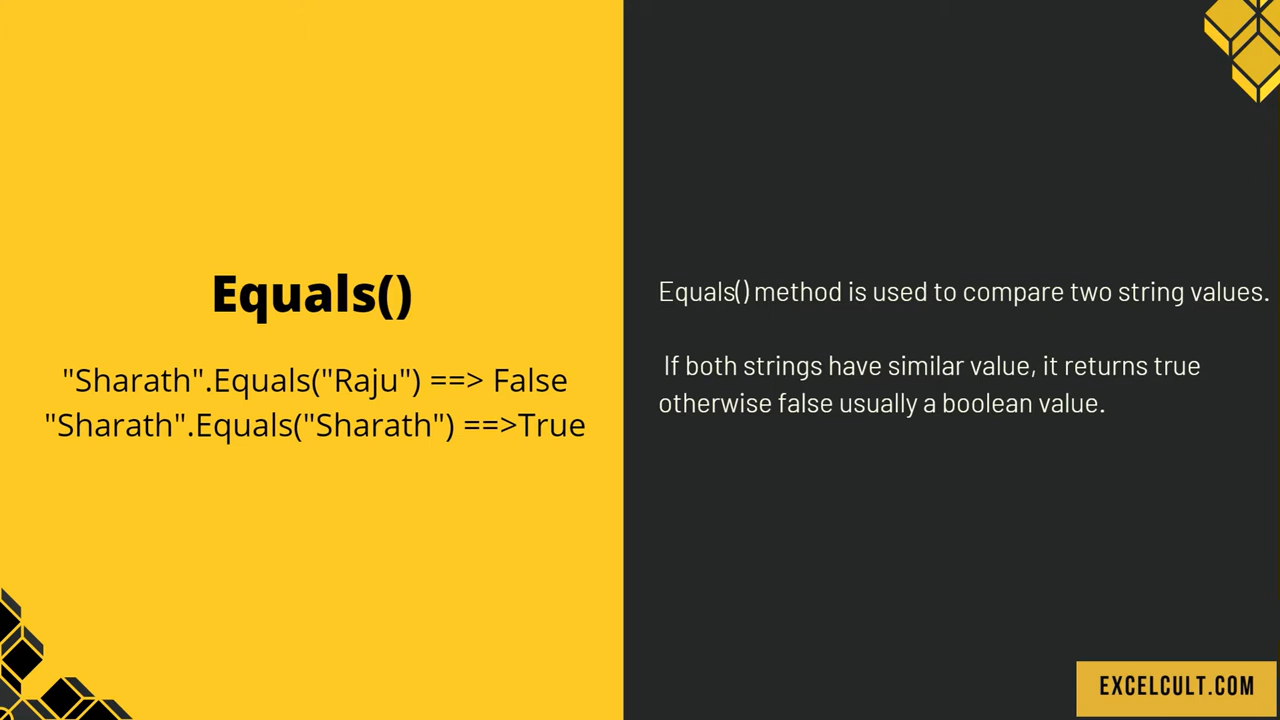 Equals()
"Sharath".Equals("Raju") ==> False
"Sharath".Equals("Sharath") ==>True
Equals() method is used to compare two string values.
If both strings have similar value, it returns true
otherwise false usually a boolean value.
EXCELCULT.COM